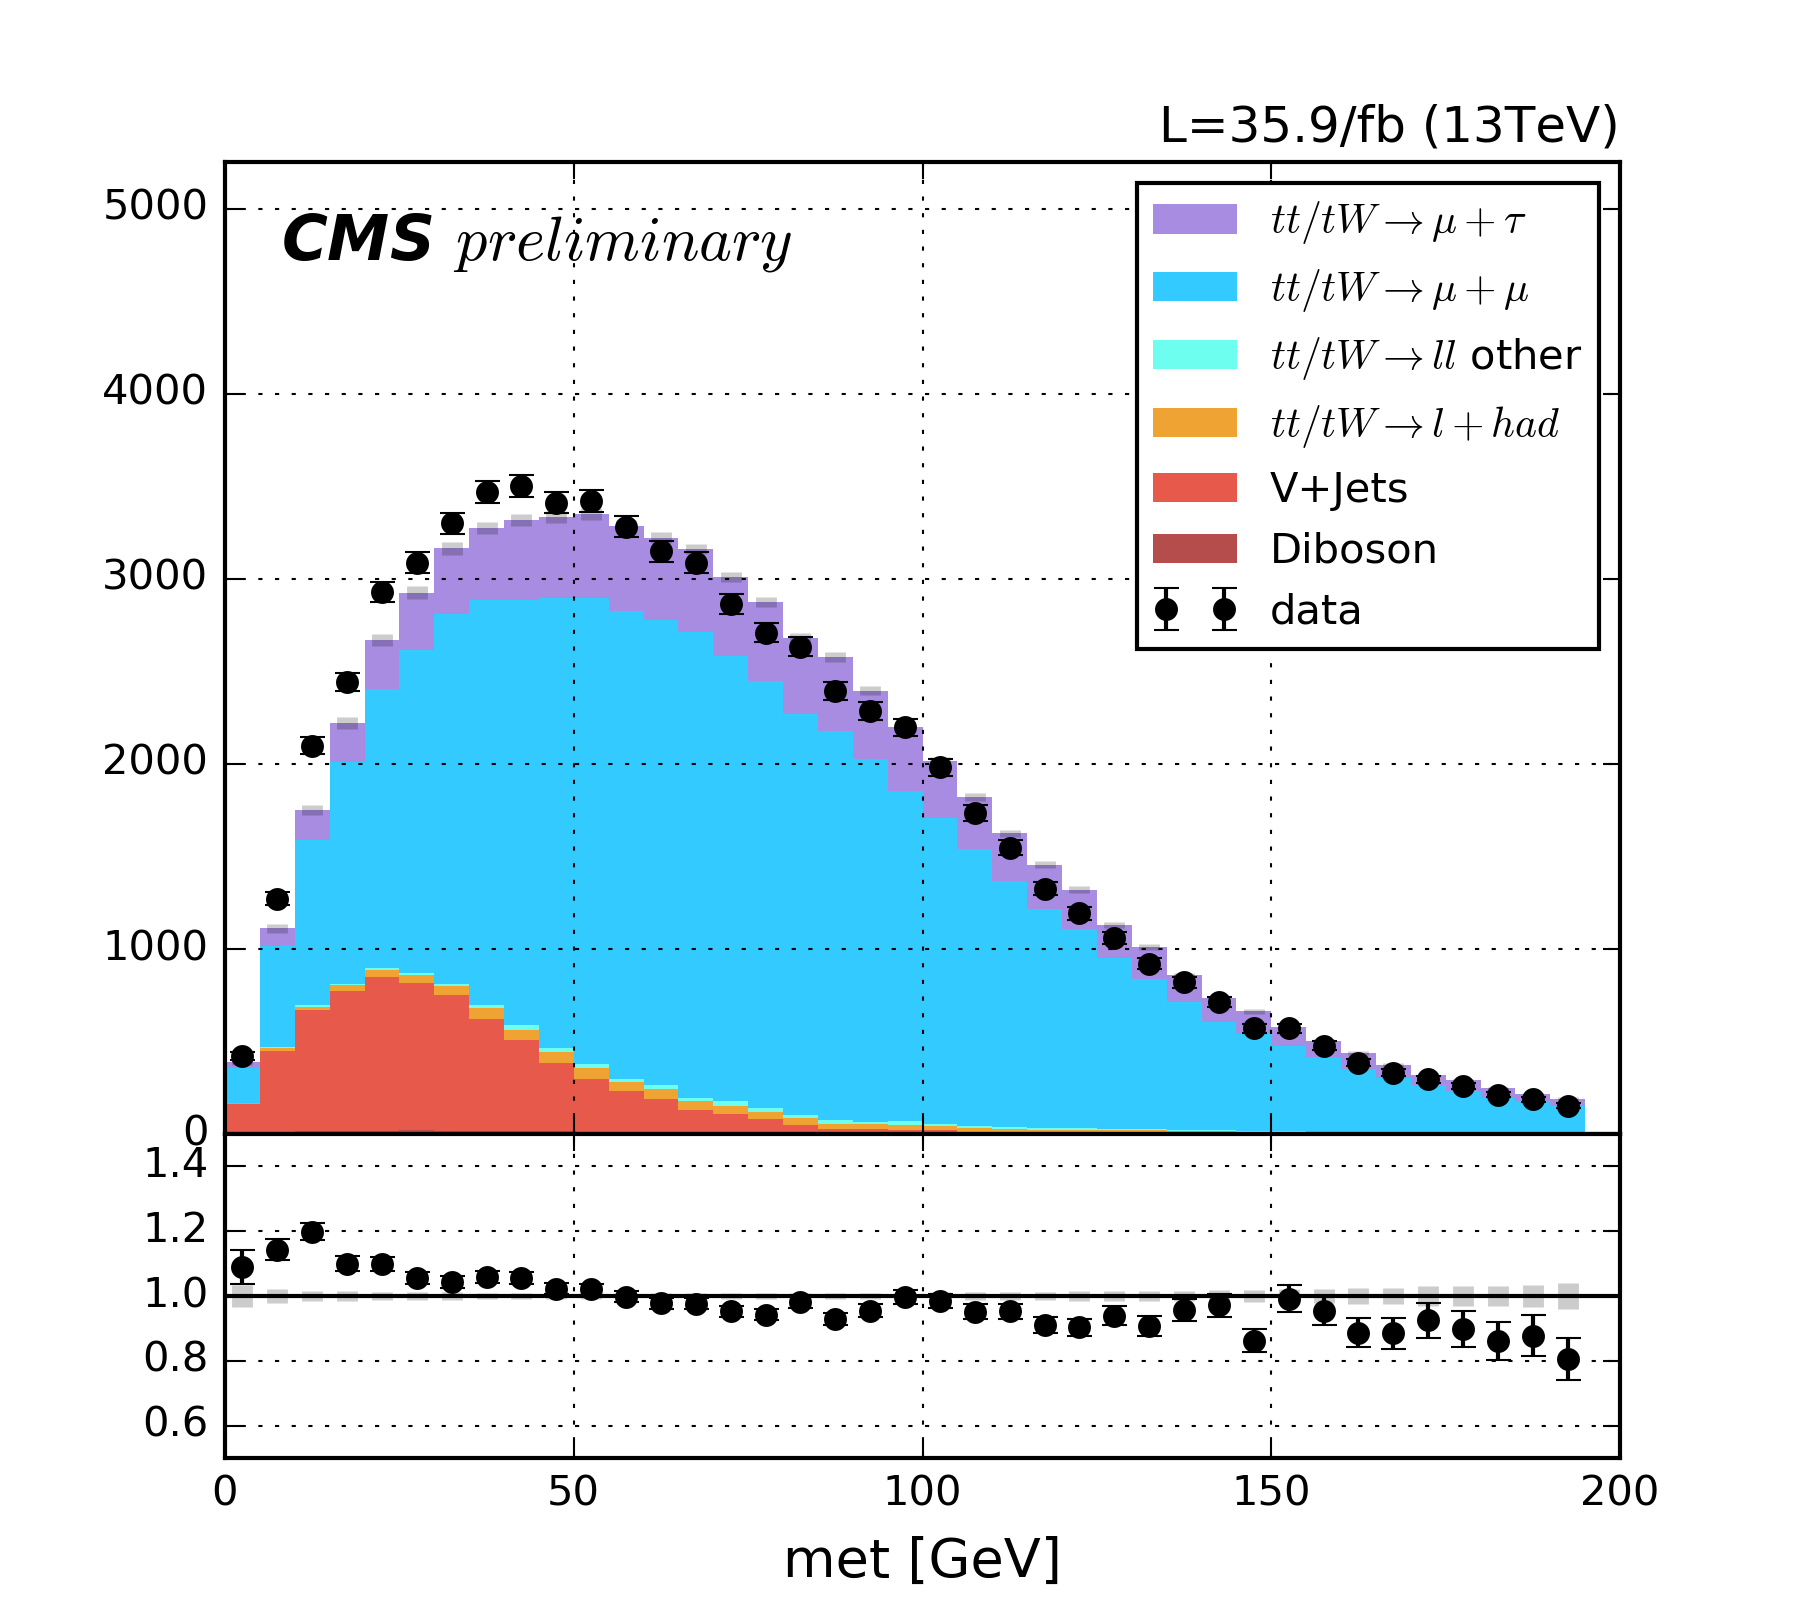 L=35.9/fb (13TeV)
CMS preliminary
tt/tW→μ+τ
tt/tW→μ+μ
tt/tW→ll other
tt/tW→l+had
V+Jets
Diboson
data
5000
4000
3000
2000
1000
0
1.4
1.2
1.0
0.8
0.6
0 50 100 150 200
met [GeV]